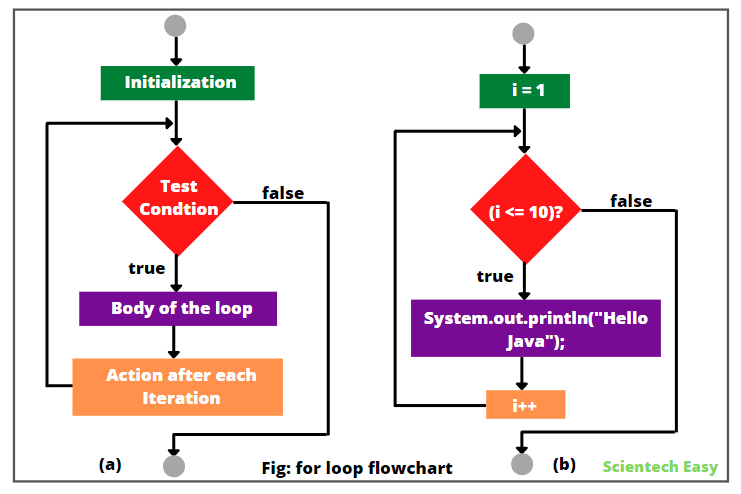 Initialization
Test
Condtion
false
true
Body of the loop
Action after each
Iteration
(a)
i = 1
(i <= 10)?
false
true
System.out.println("Hello
Java");
i++
(b)
Fig: for loop flowchart
Scientech Easy